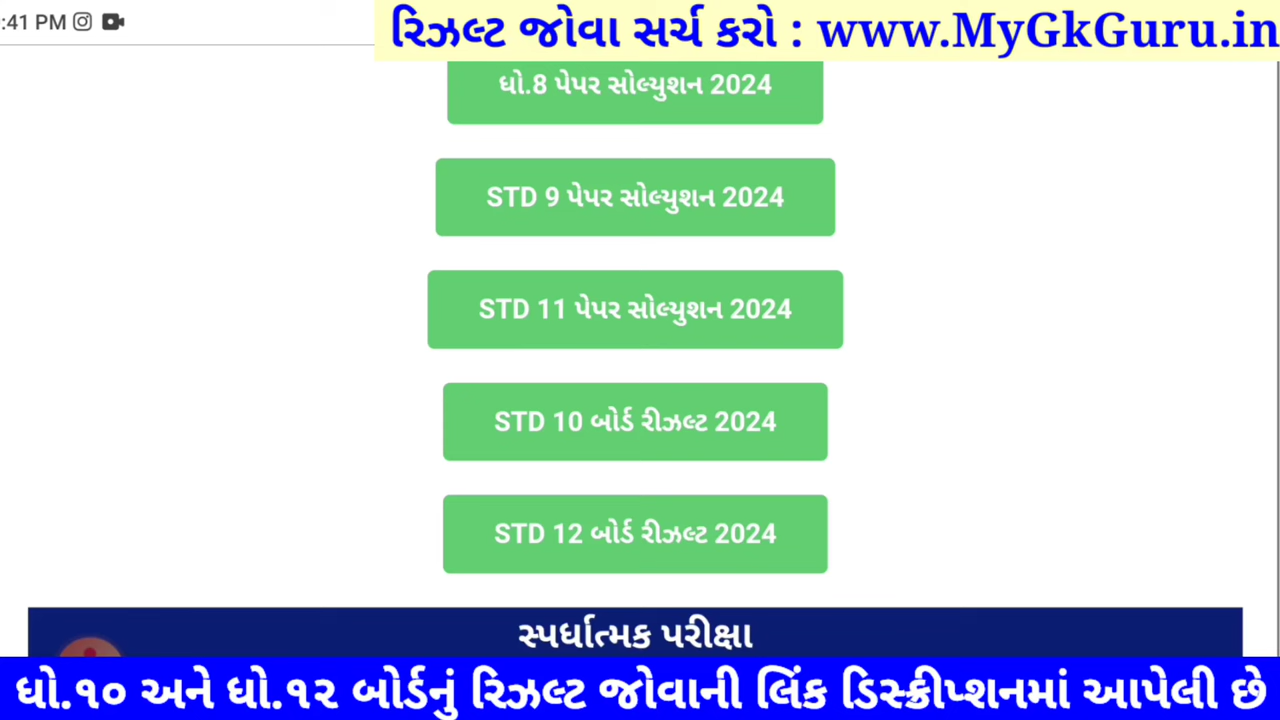 :41 PM
રિઝલ્ટ જોવા સર્ચ કરો : www.MyGkGuru.in
ધો.8 પેપર સોલ્યુશન 2024
STD 9 પેપર સોલ્યુશન 2024
STD 11 પેપર સોલ્યુશન 2024
STD 10 બોર્ડ રીઝલ્ટ 2024
STD 12 બોર્ડ રીઝલ્ટ 2024
સ્પર્ધાત્મક પરીક્ષા
ધો.૧૦ અને ધો.૧૨ બોર્ડનું રિઝલ્ટ જોવાની લિંક ડિસ્ક્રીપ્શનમાં આપેલી છે